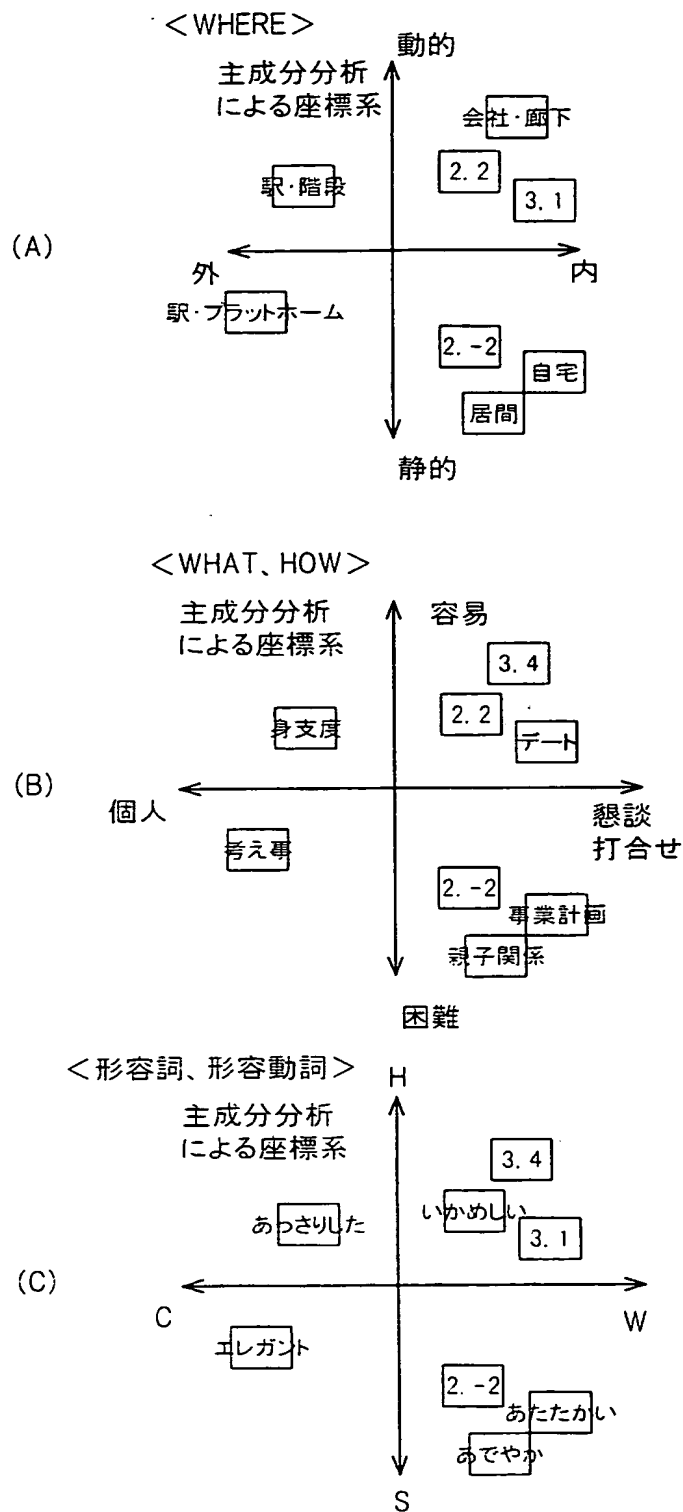 <WHERE>
動的
主成分分析
による座標系
会社・廊下
2. 2
駅・階段
3. 1
(A)
外
内
駅・プラットホーム
2. -2
自宅
居間
静的
<WHAT、HOW>
主成分分析
による座標系
容易
3. 4
2. 2
身支度
デート
(B)
個人
懇談
打合せ
考え事
2. -2
事業計画
親子関係
困難
<形容詞、形容動詞>
H
主成分分析
による座標系
3. 4
あっさりした
いかめしい
3. 1
(C)
C
W
エレガント
2. -2
あたたかい
あでやか
S